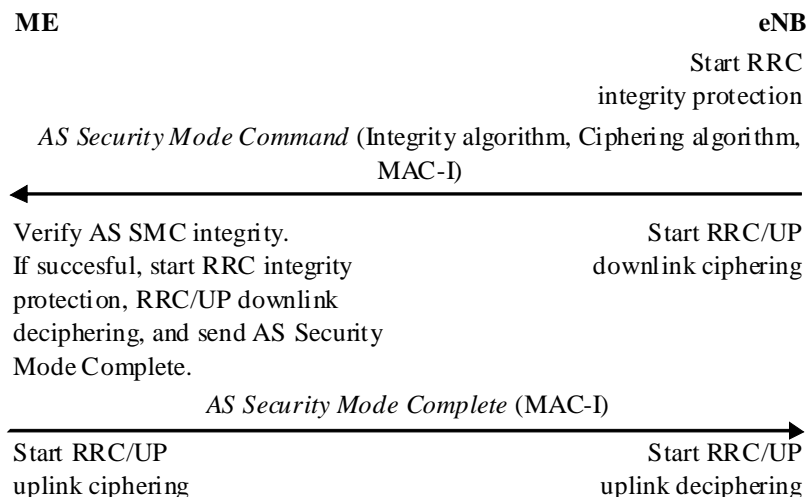 ME eNB
Start RRC
integrity protection
AS Security Mode Command (Integrity algorithm, Ciphering algorithm,
MAC-I)
Verify AS SMC integrity.
If succesful, start RRC integrity
protection, RRC/UP downlink
deciphering, and send AS Security
Mode Complete.
Start RRC/UP
downlink ciphering
AS Security Mode Complete (MAC-I)
Start RRC/UP
uplink ciphering
Start RRC/UP
uplink deciphering